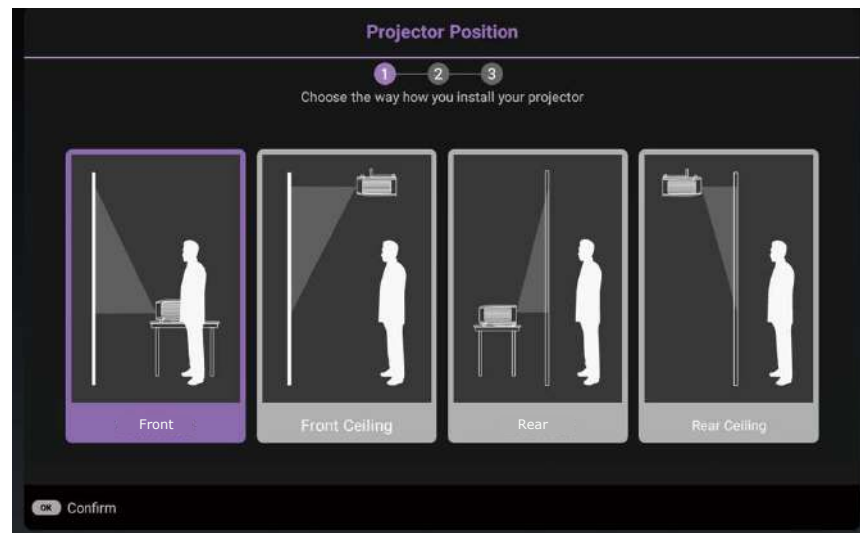 Projector Position
1 2 3
Choose the way how you install your projector
Front
Front Ceiling
Rear
Rear Ceiling
OK Confirm